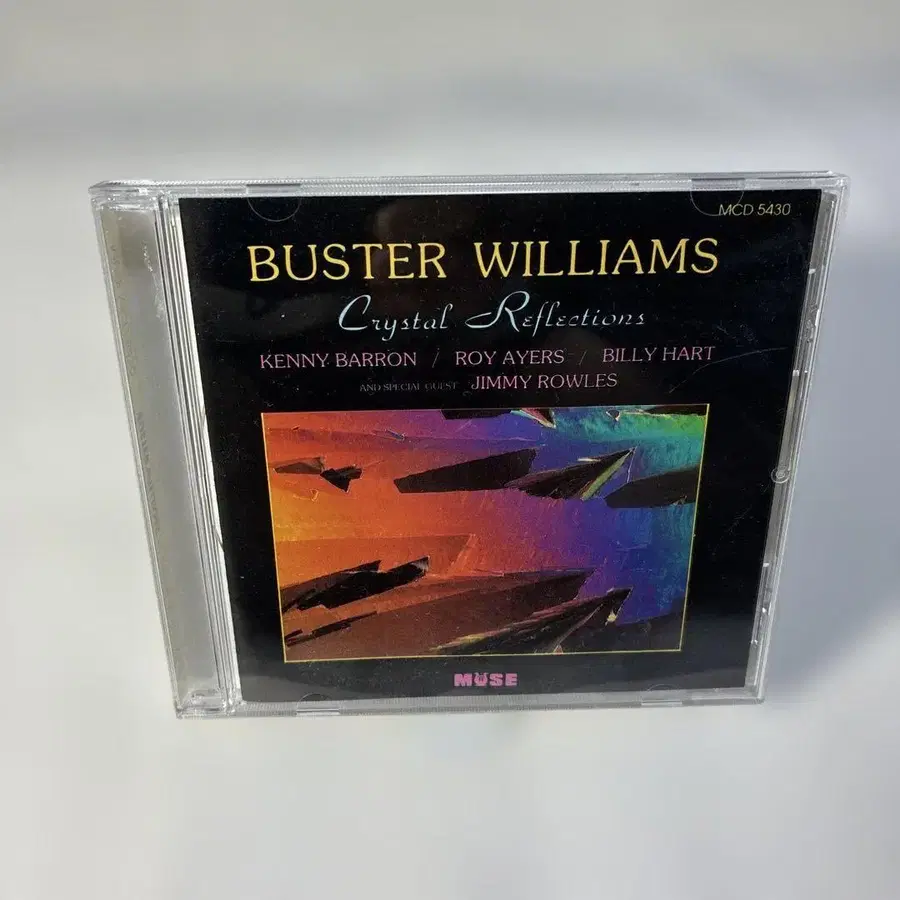 MCD 5430
BUSTER WILLIAMS
Crystal Reflections
KENNY BARRON / ROY AYERS / BILLY HART
AND SPECIAL GUEST JIMMY ROWLES
MUSE